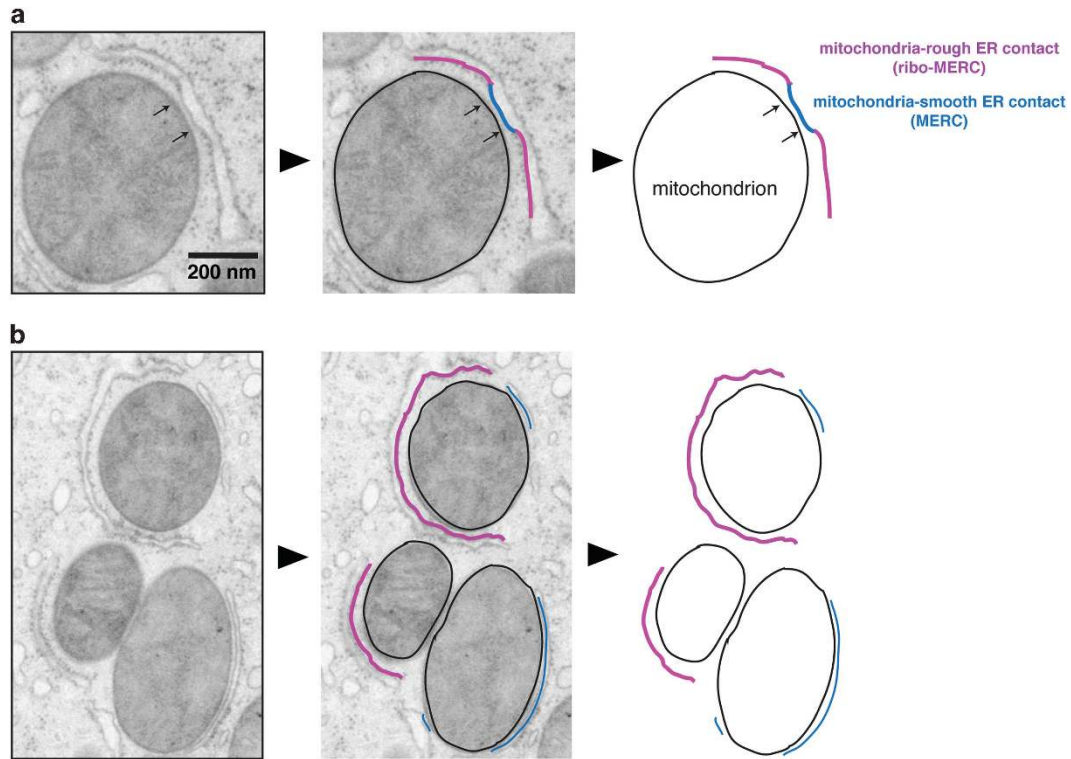 a
mitochondria-rough ER contact
(ribo-MERC)
mitochondria-smooth ER contact
(MERC)
mitochondrion
200 nm
b